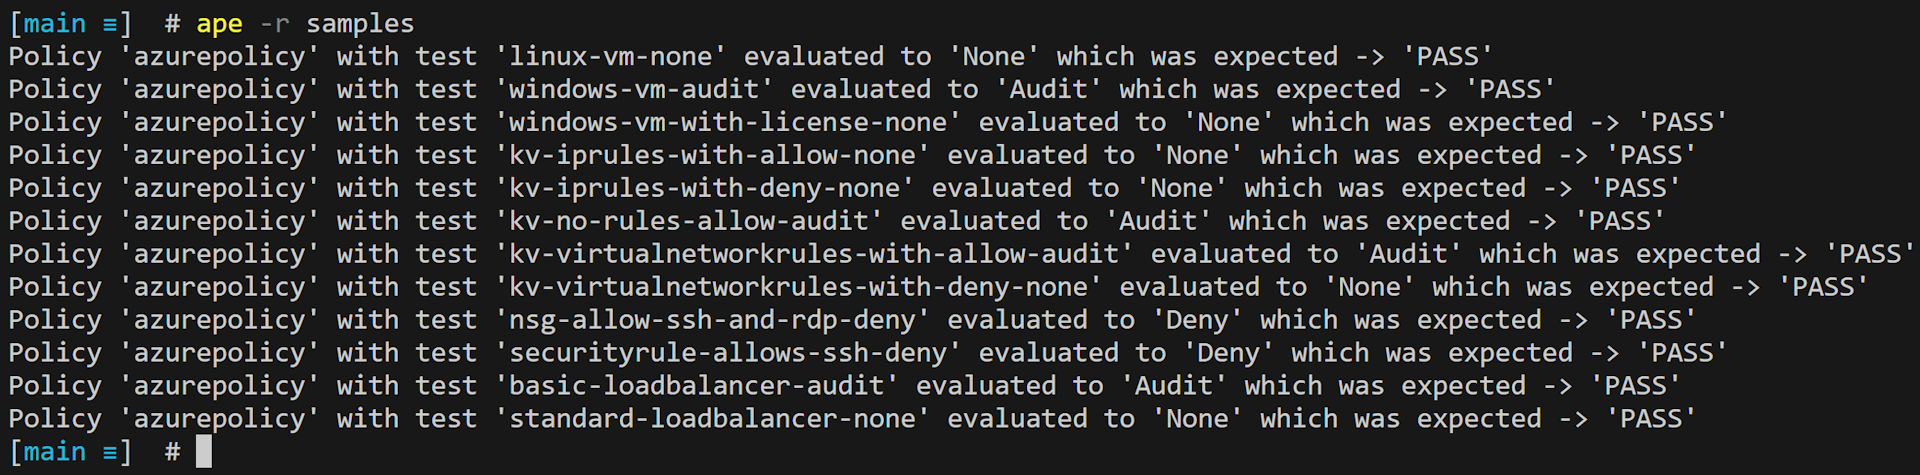 [main ≡]  # ape -r samples
Policy 'azurepolicy' with test 'linux-vm-none' evaluated to 'None' which was expected -> 'PASS'
Policy 'azurepolicy' with test 'windows-vm-audit' evaluated to 'Audit' which was expected -> 'PASS'
Policy 'azurepolicy' with test 'windows-vm-with-license-none' evaluated to 'None' which was expected -> 'PASS'
Policy 'azurepolicy' with test 'kv-iprules-with-allow-none' evaluated to 'None' which was expected -> 'PASS'
Policy 'azurepolicy' with test 'kv-iprules-with-deny-none' evaluated to 'None' which was expected -> 'PASS'
Policy 'azurepolicy' with test 'kv-no-rules-allow-audit' evaluated to 'Audit' which was expected -> 'PASS'
Policy 'azurepolicy' with test 'kv-virtualnetworkrules-with-allow-audit' evaluated to 'Audit' which was expected -> 'PASS'
Policy 'azurepolicy' with test 'kv-virtualnetworkrules-with-deny-none' evaluated to 'None' which was expected -> 'PASS'
Policy 'azurepolicy' with test 'nsg-allow-ssh-and-rdp-deny' evaluated to 'Deny' which was expected -> 'PASS'
Policy 'azurepolicy' with test 'securityrule-allows-ssh-deny' evaluated to 'Deny' which was expected -> 'PASS'
Policy 'azurepolicy' with test 'basic-loadbalancer-audit' evaluated to 'Audit' which was expected -> 'PASS'
Policy 'azurepolicy' with test 'standard-loadbalancer-none' evaluated to 'None' which was expected -> 'PASS'
[main ≡]  #